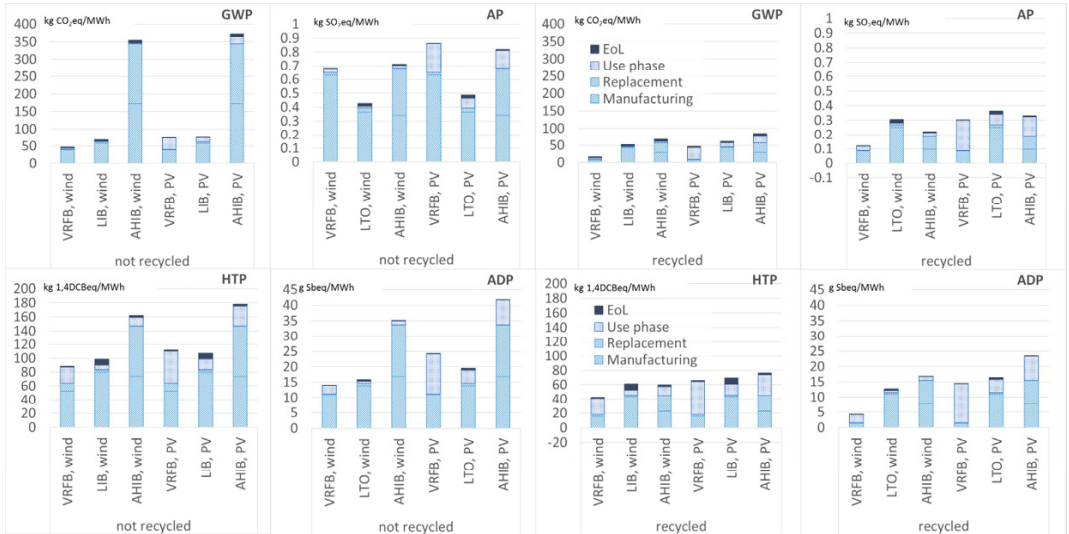 kg CO₂eq/MWh GWP
400
350
300
250
200
150
100
50
0
VRFB, wind
LIB, wind
AHIB, wind
VRFB, PV
LIB, PV
AHIB, PV
not recycled
kg SO₂eq/MWh AP
1
0.9
0.8
0.7
0.6
0.5
0.4
0.3
0.2
0.1
0
VRFB, wind
LTO, wind
AHIB, wind
VRFB, PV
LTO, PV
AHIB, PV
not recycled
kg CO₂eq/MWh GWP
400
350
300
250
200
150
100
50
0
EoL
Use phase
Replacement
Manufacturing
VRFB, wind
LIB, wind
AHIB, wind
VRFB, PV
LIB, PV
AHIB, PV
recycled
kg SO₂eq/MWh AP
1
0.9
0.8
0.7
0.6
0.5
0.4
0.3
0.2
0.1
0
-0.1
VRFB, wind
LTO, wind
AHIB, wind
VRFB, PV
LTO, PV
AHIB, PV
recycled
kg 1,4DCBeq/MWh HTP
200
180
160
140
120
100
80
60
40
20
0
VRFB, wind
LIB, wind
AHIB, wind
VRFB, PV
LIB, PV
AHIB, PV
not recycled
g Sbeq/MWh ADP
45
40
35
30
25
20
15
10
5
0
VRFB, wind
LTO, wind
AHIB, wind
VRFB, PV
LTO, PV
AHIB, PV
not recycled
kg 1,4DCBeq/MWh HTP
200
180
160
140
120
100
80
60
40
20
0
-20
EoL
Use phase
Replacement
Manufacturing
VRFB, wind
LIB, wind
AHIB, wind
VRFB, PV
LIB, PV
AHIB, PV
recycled
g Sbeq/MWh ADP
45
40
35
30
25
20
15
10
5
0
VRFB, wind
LTO, wind
AHIB, wind
VRFB, PV
LTO, PV
AHIB, PV
recycled